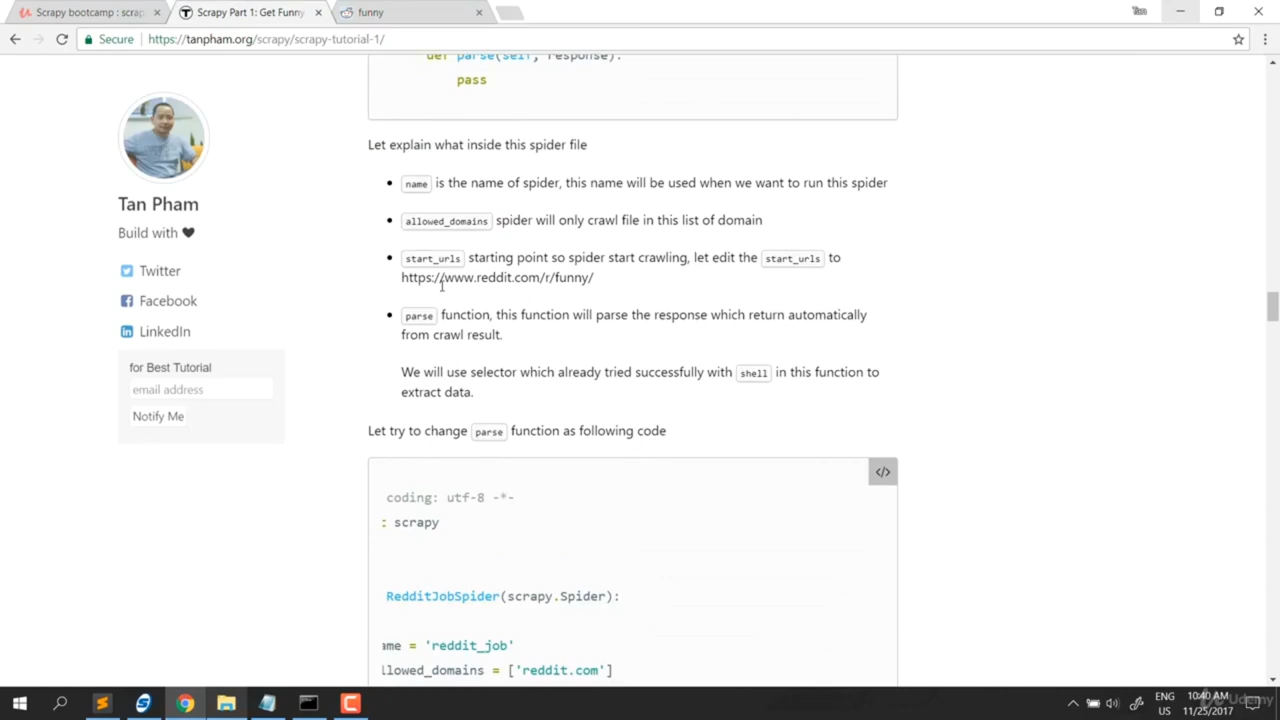 Scrapy bootcamp : scrap
Scrapy Part 1: Get Funny
funny
Tan
Secure
https://tanpham.org/scrapy/scrapy-tutorial-1/
def parse(self, response):
pass
Tan Pham
Build with
Twitter
Facebook
LinkedIn
for Best Tutorial
email address
Notify Me
Let explain what inside this spider file
name is the name of spider, this name will be used when we want to run this spider
allowed_domains spider will only crawl file in this list of domain
start_urls starting point so spider start crawling, let edit the start_urls to
https://www.reddit.com/r/funny/
parse function, this function will parse the response which return automatically
from crawl result.
We will use selector which already tried successfully with shell in this function to
extract data.
Let try to change parse function as following code
</>
coding: utf-8 -*-
: scrapy
RedditJobSpider(scrapy.Spider):
ame = 'reddit_job'
llowed_domains = ['reddit.com']
ENG
US
10:40 AM
11/25/2017
Udemy